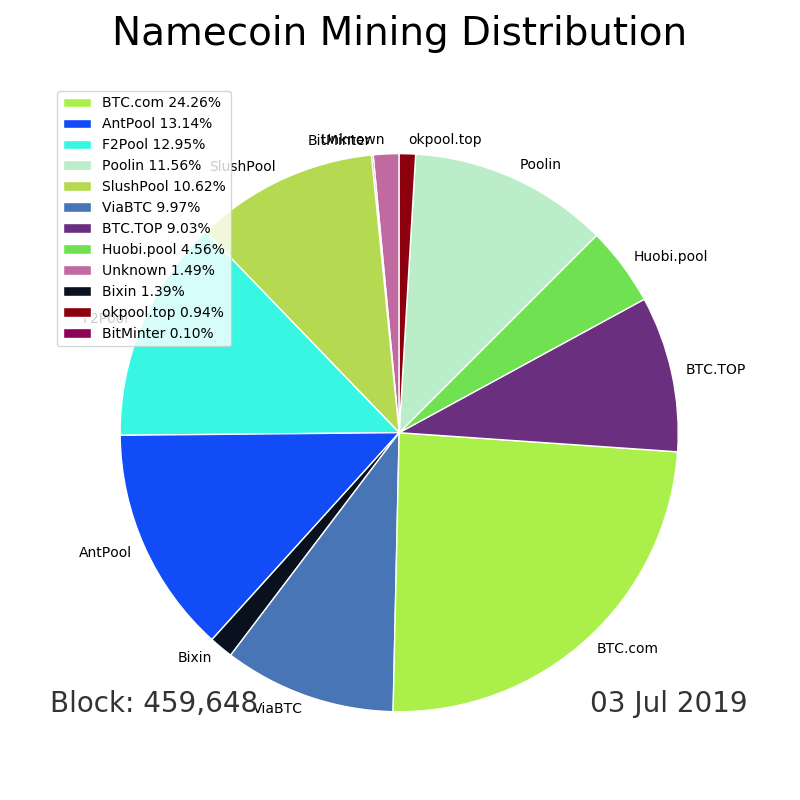 Namecoin Mining Distribution
BTC.com 24.26%
AntPool 13.14%
F2Pool 12.95%
Poolin 11.56%
SlushPool 10.62%
ViaBTC 9.97%
BTC.TOP 9.03%
Huobi.pool 4.56%
Unknown 1.49%
Bixin 1.39%
okpool.top 0.94%
BitMinter 0.10%
BitMinter
Unknown
okpool.top
SlushPool
Poolin
Huobi.pool
F2Pool
BTC.TOP
AntPool
BTC.com
Bixin
ViaBTC
Block: 459,648
03 Jul 2019